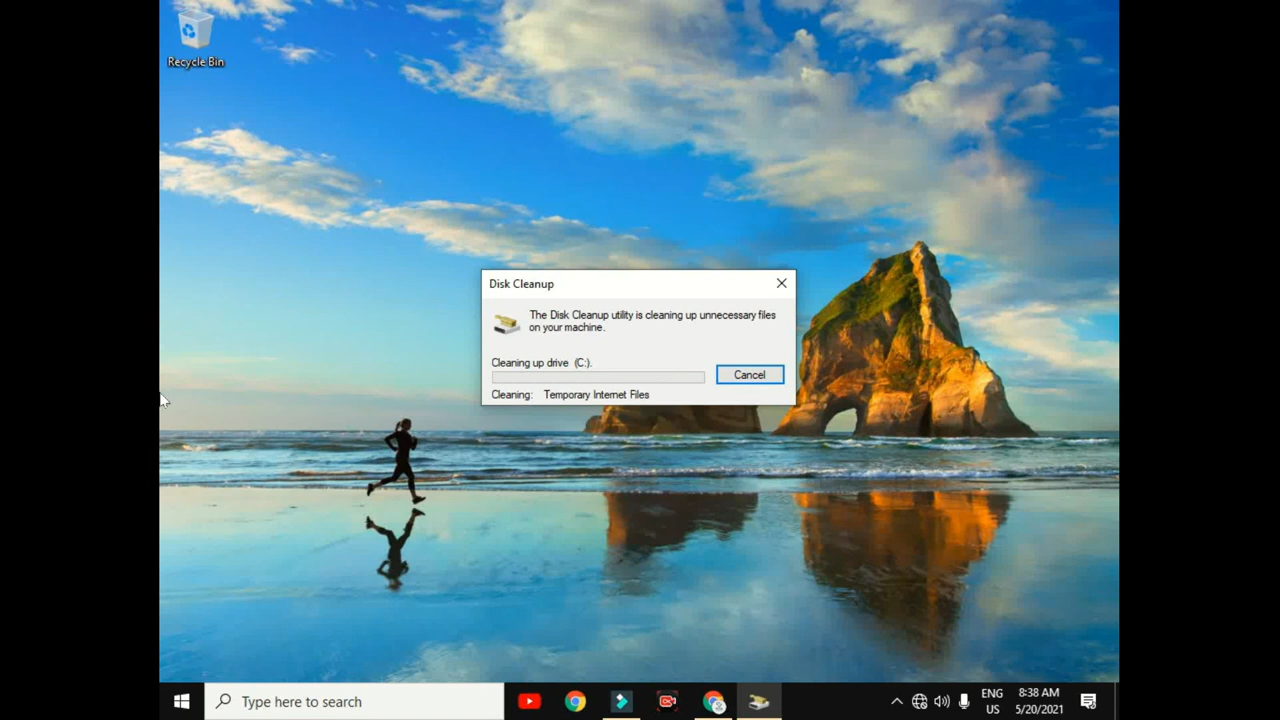 Recycle Bin
Disk Cleanup
The Disk Cleanup utility is cleaning up unnecessary files
on your machine.
Cleaning up drive (C:).
Cancel
Cleaning: Temporary Internet Files
Type here to search
ENG
US
8:38 AM
5/20/2021